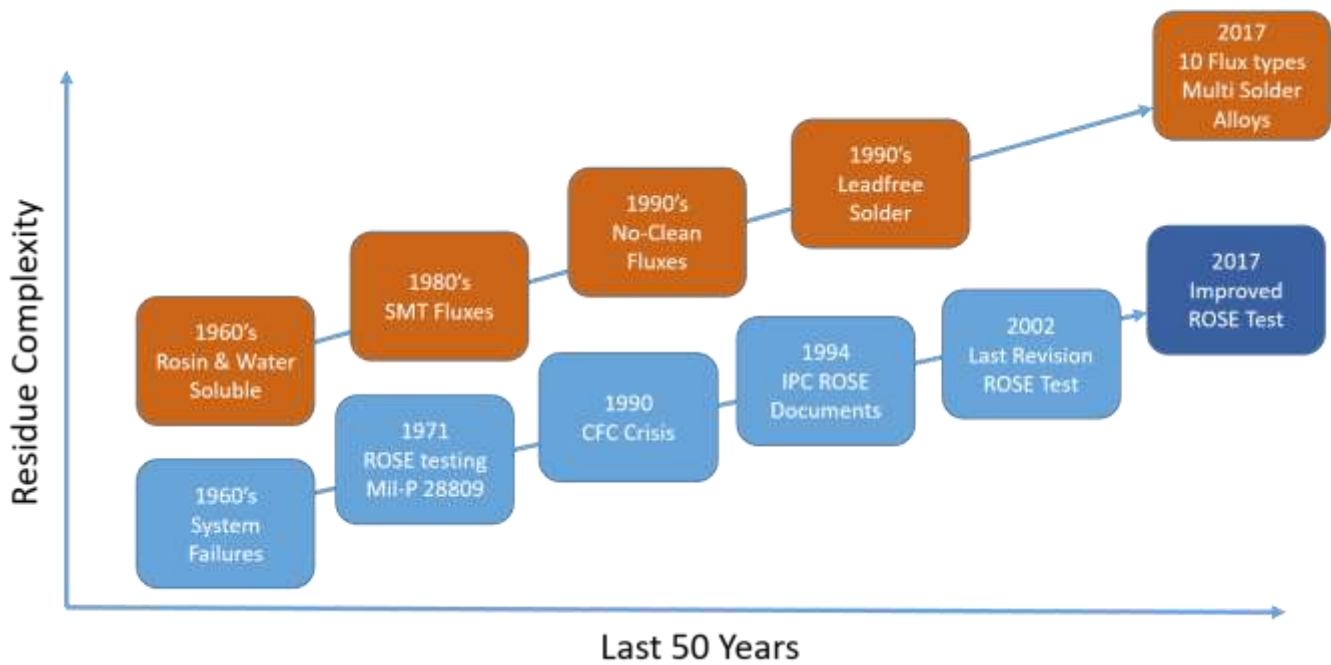 2017
10 Flux types
Multi Solder
Alloys
1990's
Leadfree
Solder
1990's
No-Clean
Fluxes
1980's
SMT Fluxes
1960's
Rosin & Water
Soluble
2017
Improved
ROSE Test
2002
Last Revision
ROSE Test
1994
IPC ROSE
Documents
1990
CFC Crisis
1971
ROSE testing
Mil-P 28809
1960's
System
Failures
Residue Complexity
Last 50 Years